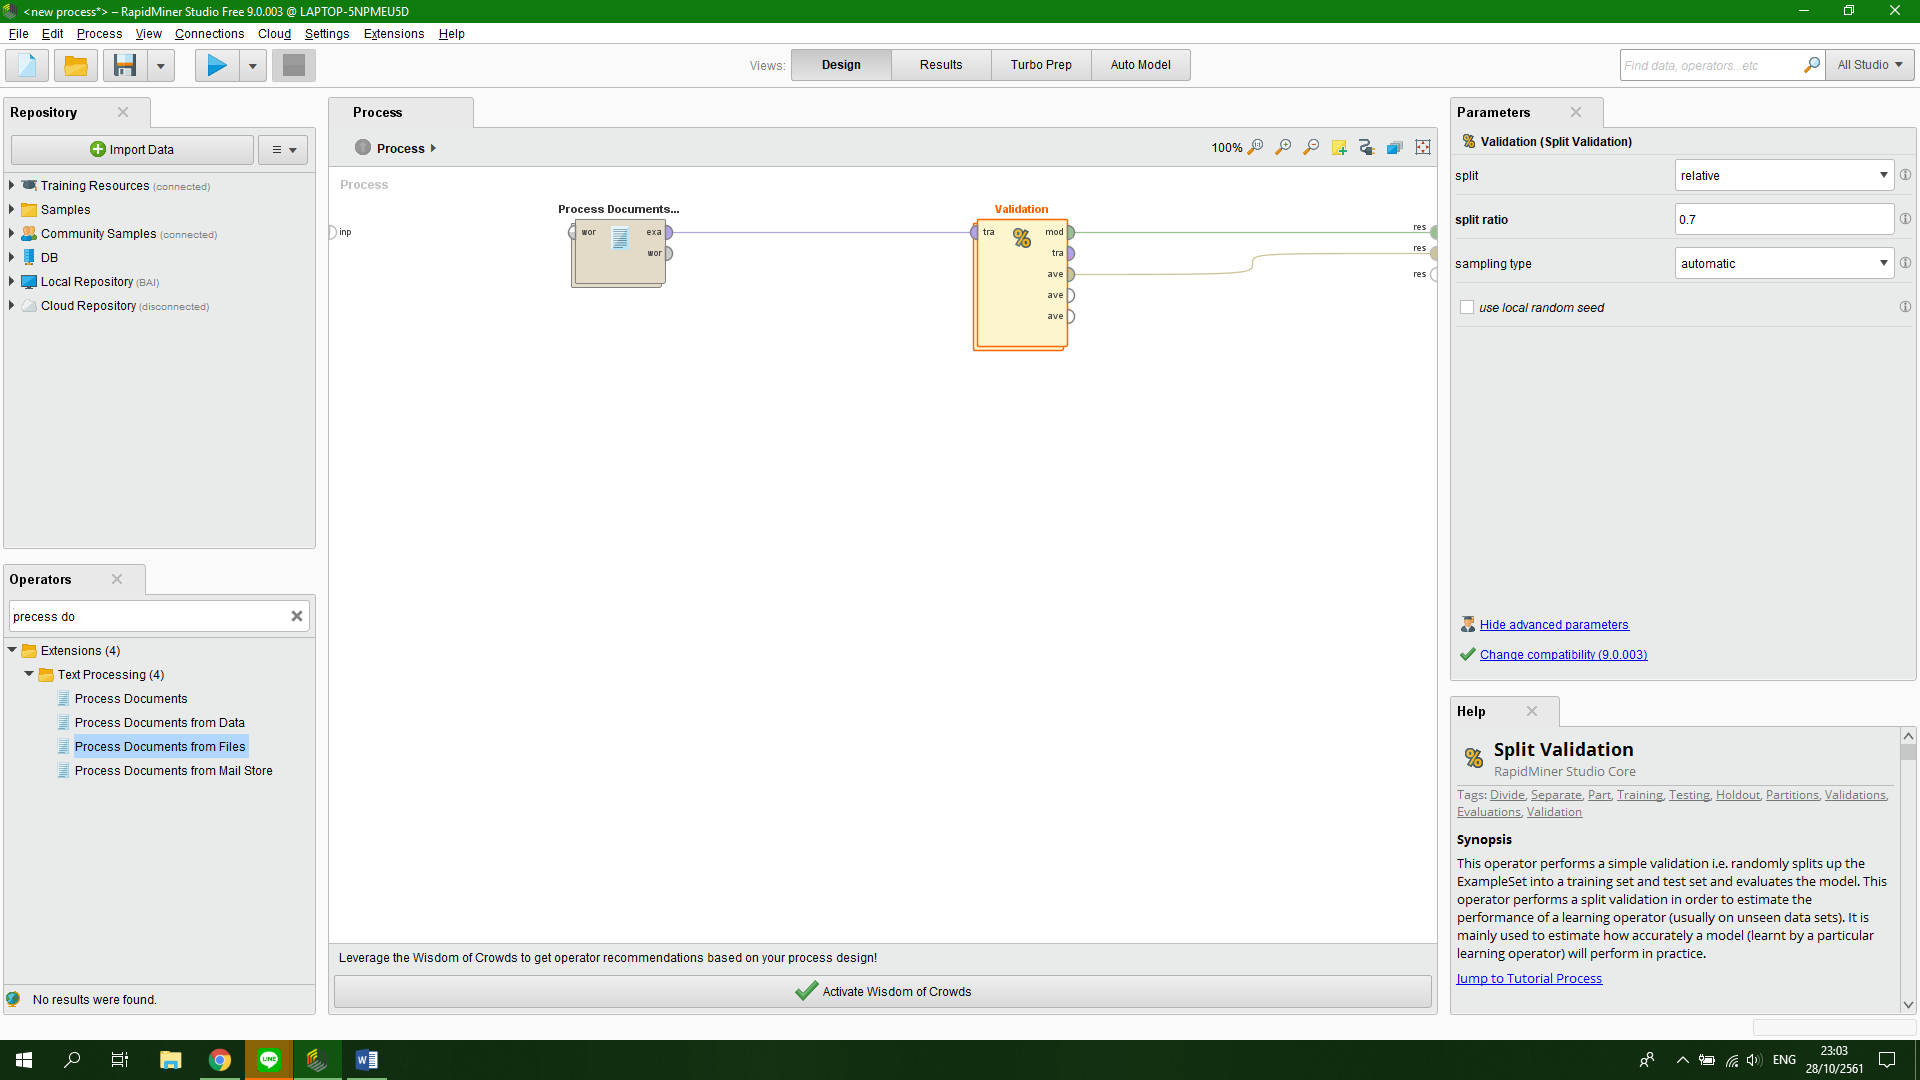 <new process*> – RapidMiner Studio Free 9.0.003 @ LAPTOP-5NPMEU5D
File Edit Process View Connections Cloud Settings Extensions Help
Views: Design Results Turbo Prep Auto Model
Find data, operators...etc
All Studio
Repository
Import Data
Training Resources (connected)
Samples
Community Samples (connected)
DB
Local Repository (BAI)
Cloud Repository (disconnected)
Operators
precess do
Extensions (4)
Text Processing (4)
Process Documents
Process Documents from Data
Process Documents from Files
Process Documents from Mail Store
No results were found.
Process
Process
100%
Process
inp
Process Documents...
wor exa
wor
Validation
tra mod
tra
ave
ave
ave
res
res
res
Leverage the Wisdom of Crowds to get operator recommendations based on your process design!
Activate Wisdom of Crowds
Parameters
Validation (Split Validation)
split relative
split ratio 0.7
sampling type automatic
use local random seed
Hide advanced parameters
Change compatibility (9.0.003)
Help
Split Validation
RapidMiner Studio Core
Tags: Divide, Separate, Part, Training, Testing, Holdout, Partitions, Validations,
Evaluations, Validation
Synopsis
This operator performs a simple validation i.e. randomly splits up the
ExampleSet into a training set and test set and evaluates the model. This
operator performs a split validation in order to estimate the
performance of a learning operator (usually on unseen data sets). It is
mainly used to estimate how accurately a model (learnt by a particular
learning operator) will perform in practice.
Jump to Tutorial Process
LINE
ENG
23:03
28/10/2561